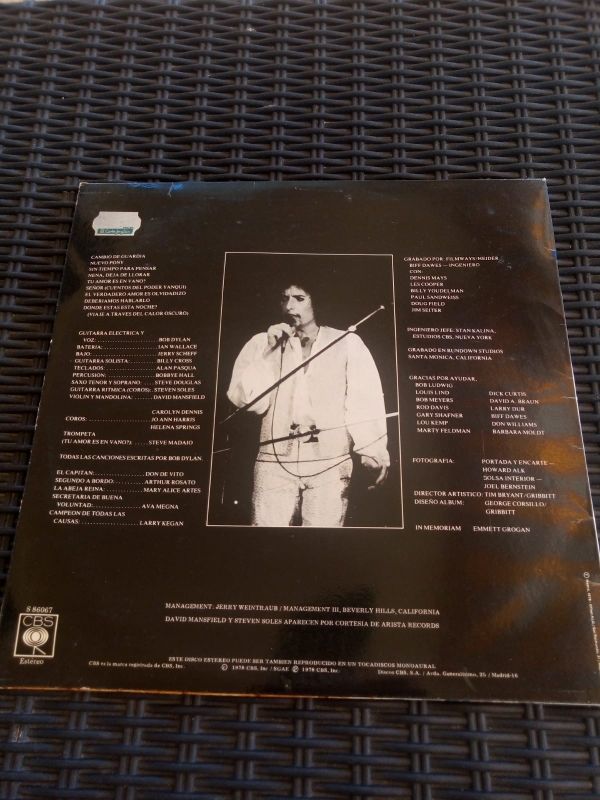 CAMBIO DE GUARDIA
NUEVO PONY
SIN TIEMPO PARA PENSAR
NENA, DEJA DE LLORAR
TU AMOR ES EN VANO?
SEÑOR (CUENTOS DEL PODER YANQUI)
EL VERDADERO AMOR ES OLVIDADIZO
DEBERIAMOS HABLARLO
DONDE ESTAS ESTA NOCHE?
(VIAJE A TRAVES DEL CALOR OSCURO)
GUITARRA ELECTRICA Y
VOZ: BOB DYLAN
BATERIA: IAN WALLACE
BAJO: JERRY SCHEFF
GUITARRA SOLISTA: BILLY CROSS
TECLADOS: ALAN PASQUA
PERCUSION: BOBBYE HALL
SAXO TENOR Y SOPRANO: STEVE DOUGLAS
GUITARRA RITMICA (COROS): STEVEN SOLES
VIOLIN Y MANDOLINA: DAVID MANSFIELD
CAROLYN DENNIS
COROS: JO ANN HARRIS
HELENA SPRINGS
TROMPETA
(TU AMOR ES EN VANO?) STEVE MADAIO
TODAS LAS CANCIONES ESCRITAS POR BOB DYLAN.
EL CAPITAN: DON DE VITO
SEGUNDO A BORDO: ARTHUR ROSATO
LA ABEJA REINA: MARY ALICE ARTES
SECRETARIA DE BUENA
VOLUNTAD: AVA MEGNA
CAMPEON DE TODAS LAS
CAUSAS: LARRY KEGAN
GRABADO POR: FILMWAYS/HEIDER
BIFF DAWES — INGENIERO
CON:
DENNIS MAYS
LES COOPER
BILLY YOUDELMAN
PAUL SANDWEISS
DOUG FIELD
JIM SEITER
INGENIERO JEFE: STAN KALINA,
ESTUDIOS CBS, NUEVA YORK
GRABADO EN RUNDOWN STUDIOS
SANTA MONICA, CALIFORNIA
GRACIAS POR AYUDAR,
BOB LUDWIG
LOUIS LIND DICK CURTIS
BOB MEYERS DAVID A. BRAUN
ROD DAVIS LARRY DUR
GARY SHAFNER BIFF DAWES
LOU KEMP DON WILLIAMS
MARTY FELDMAN BARBARA MOLDT
FOTOGRAFIA: PORTADA Y ENCARTE —
HOWARD ALK
BOLSA INTERIOR —
JOEL BERNSTEIN
DIRECTOR ARTISTICO: TIM BRYANT/GRIBBITT
DISEÑO ALBUM: GEORGE CORSILLO/
GRIBBITT
IN MEMORIAM EMMETT GROGAN
MANAGEMENT: JERRY WEINTRAUB / MANAGEMENT III, BEVERLY HILLS, CALIFORNIA
DAVID MANSFIELD Y STEVEN SOLES APARECEN POR CORTESIA DE ARISTA RECORDS
S 86067
CBS
Estéreo
ESTE DISCO ESTEREO PUEDE SER TAMBIEN REPRODUCIDO EN UN TOCADISCOS MONOAURAL
CBS es la marca registrada de CBS, Inc. © 1978 CBS, Inc / SGAE ℗ 1978 CBS, Inc. Discos CBS, S.A. / Avda. Generalísimo, 25 / Madrid-16